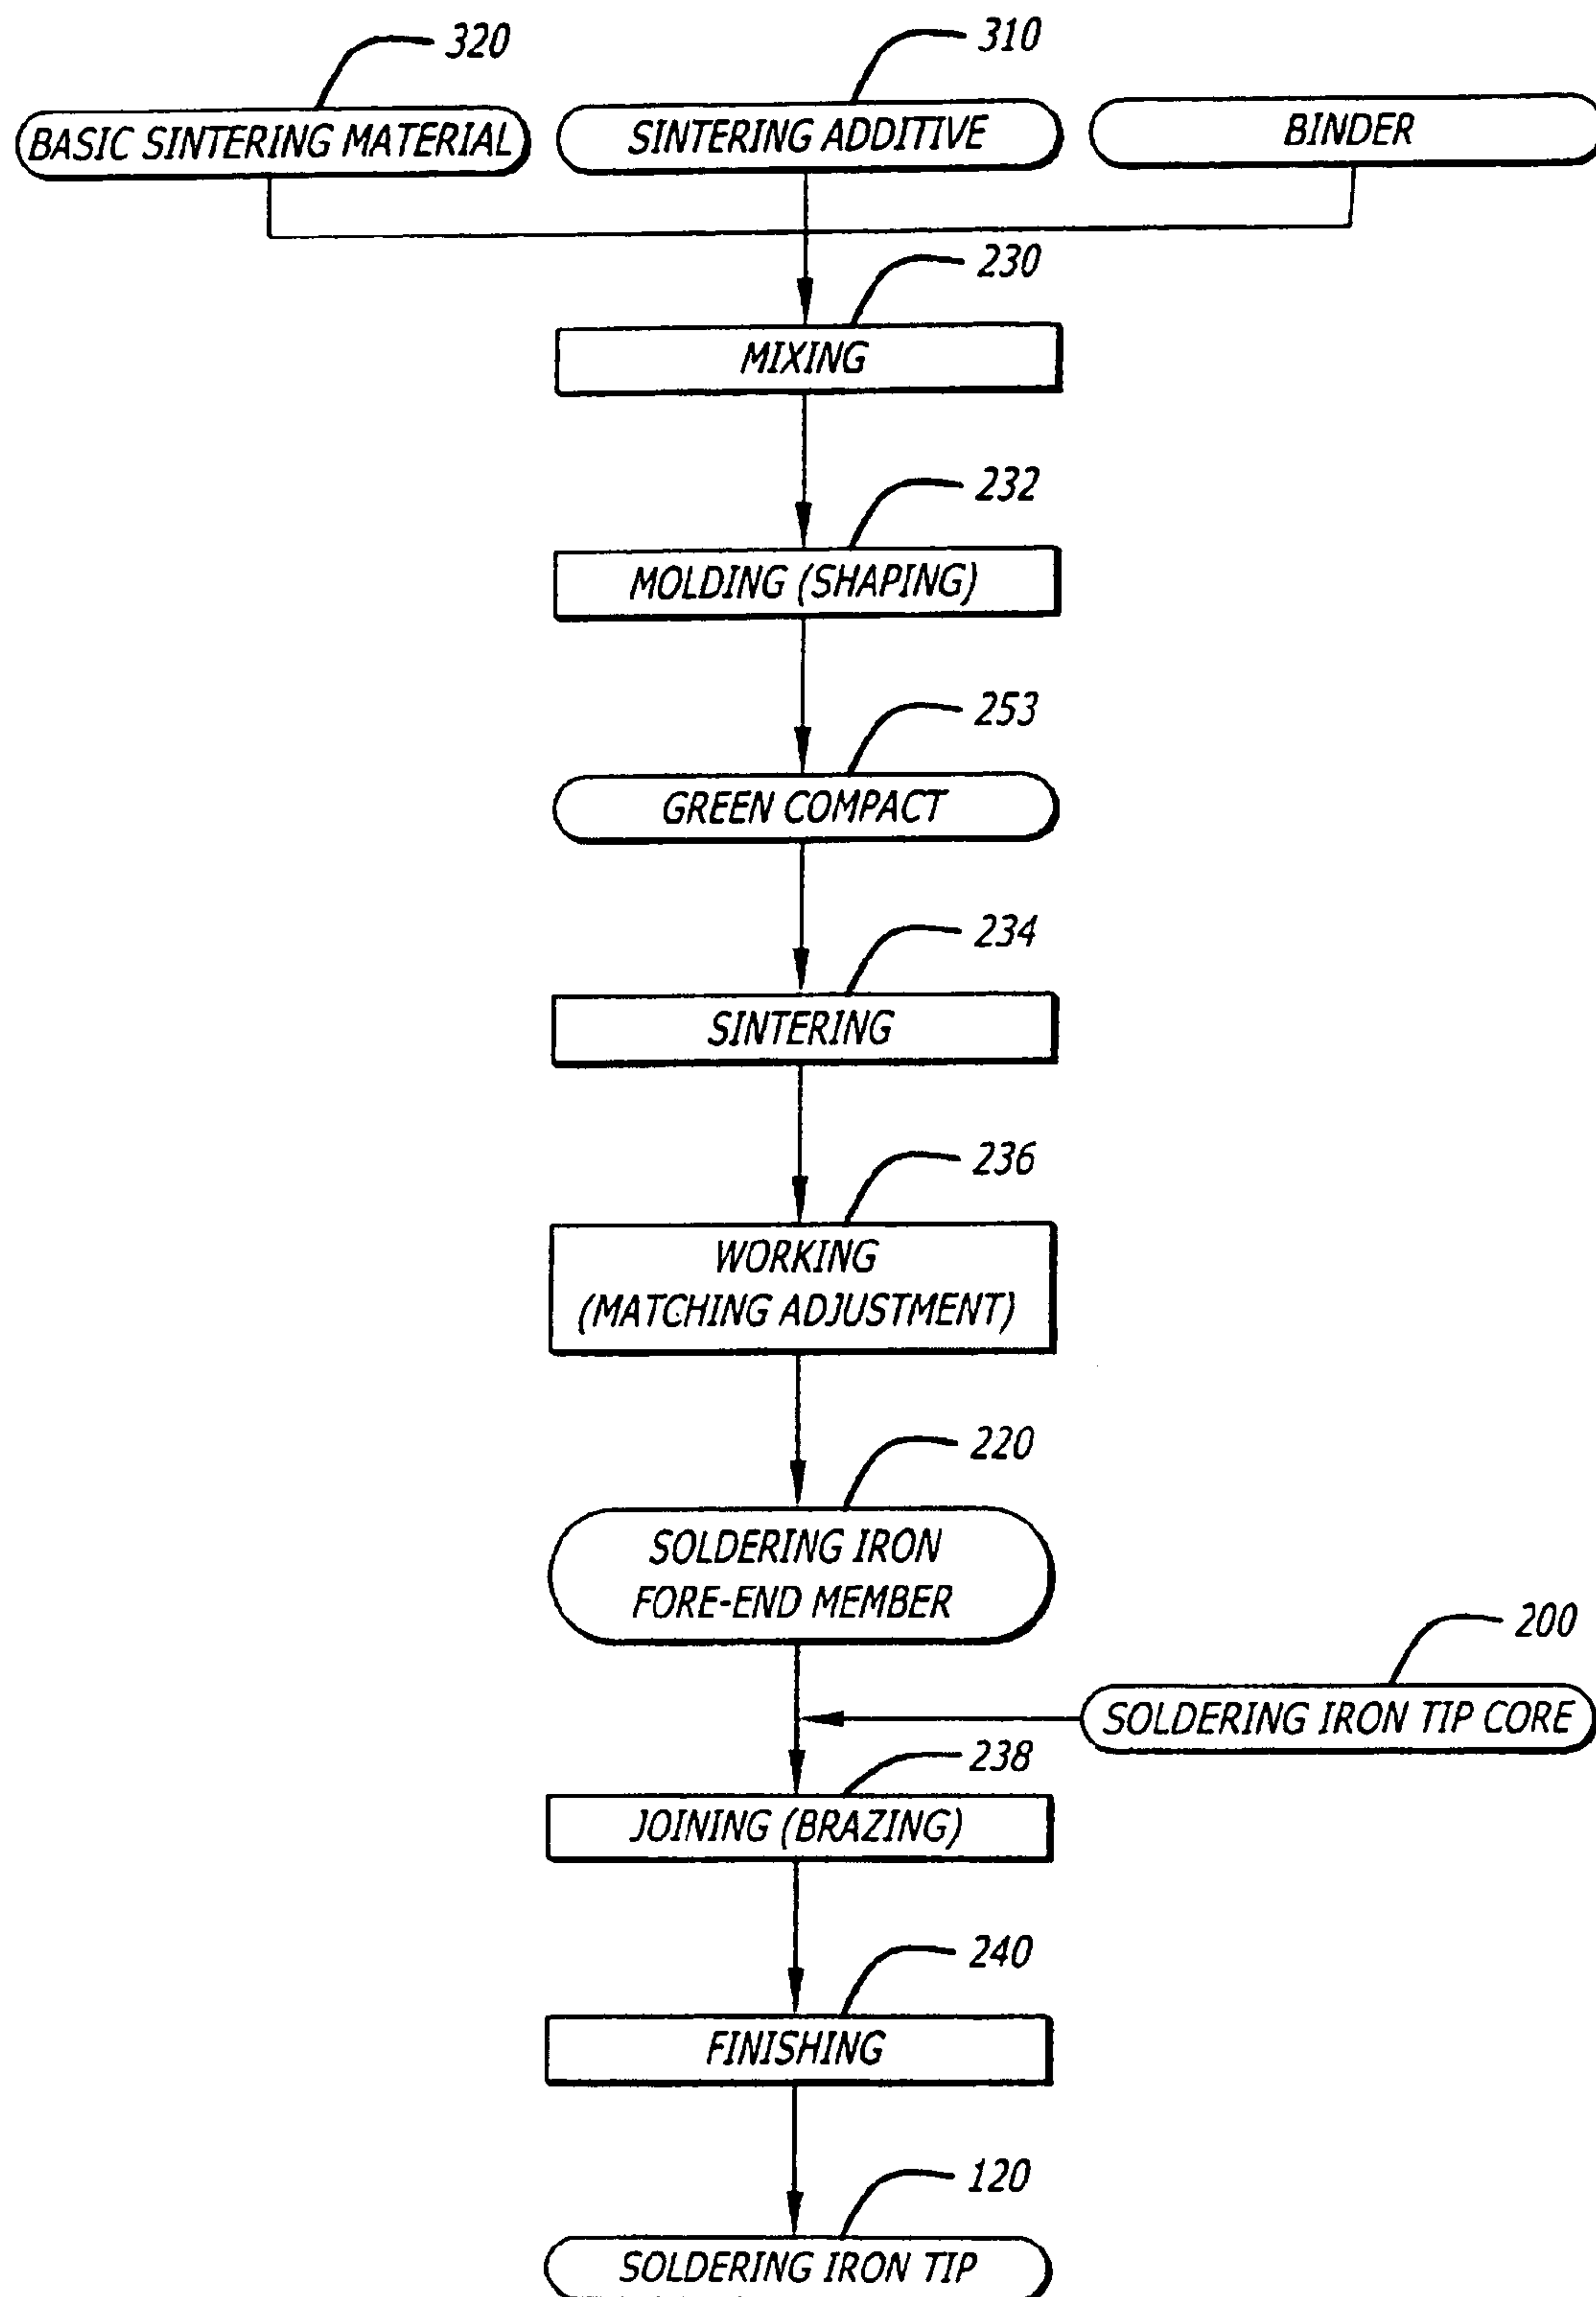 320
310
BASIC SINTERING MATERIAL
SINTERING ADDITIVE
BINDER
230
MIXING
232
MOLDING (SHAPING)
253
GREEN COMPACT
234
SINTERING
236
WORKING
(MATCHING ADJUSTMENT)
220
SOLDERING IRON
FORE-END MEMBER
200
SOLDERING IRON TIP CORE
238
JOINING (BRAZING)
240
FINISHING
120
SOLDERING IRON TIP